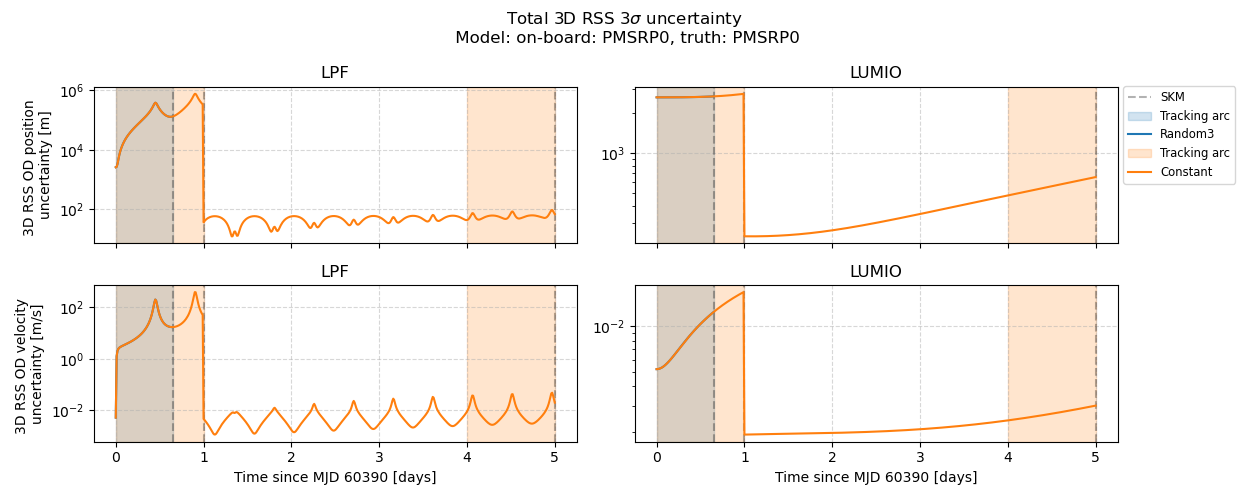 Total 3D RSS 3σ uncertainty
Model: on-board: PMSRP0, truth: PMSRP0
LPF
LUMIO
3D RSS OD position
uncertainty [m]
10^6
10^4
10^2
10^3
SKM
Tracking arc
Random3
Tracking arc
Constant
LPF
LUMIO
3D RSS OD velocity
uncertainty [m/s]
10^2
10^0
10^−2
10^−2
0 1 2 3 4 5
0 1 2 3 4 5
Time since MJD 60390 [days]
Time since MJD 60390 [days]